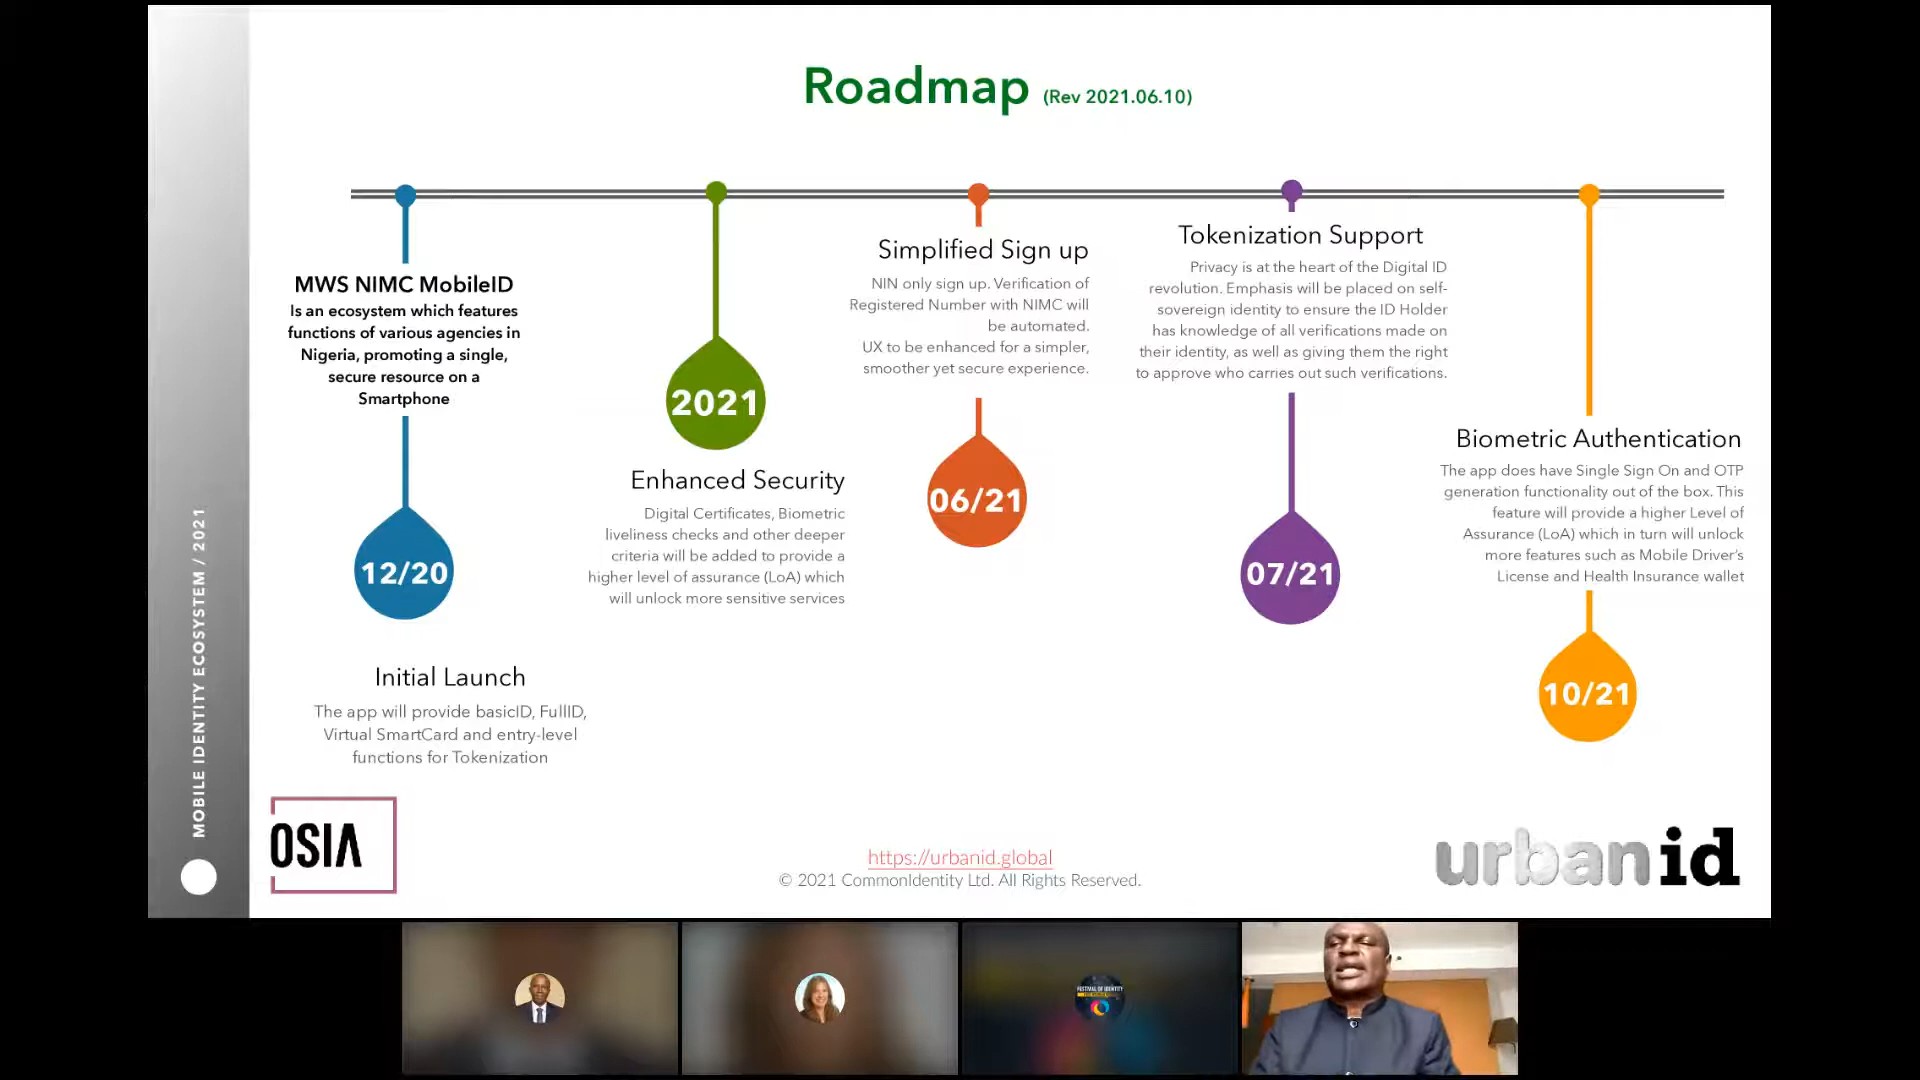 Roadmap (Rev 2021.06.10)
MWS NIMC MobileID
Is an ecosystem which features
functions of various agencies in
Nigeria, promoting a single,
secure resource on a
Smartphone
12/20
Initial Launch
The app will provide basicID, FullID,
Virtual SmartCard and entry-level
functions for Tokenization
2021
Enhanced Security
Digital Certificates, Biometric
liveliness checks and other deeper
criteria will be added to provide a
higher level of assurance (LoA) which
will unlock more sensitive services
Simplified Sign up
NIN only sign up. Verification of
Registered Number with NIMC will
be automated.
UX to be enhanced for a simpler,
smoother yet secure experience.
06/21
Tokenization Support
Privacy is at the heart of the Digital ID
revolution. Emphasis will be placed on self-
sovereign identity to ensure the ID Holder
has knowledge of all verifications made on
their identity, as well as giving them the right
to approve who carries out such verifications.
07/21
Biometric Authentication
The app does have Single Sign On and OTP
generation functionality out of the box. This
feature will provide a higher Level of
Assurance (LoA) which in turn will unlock
more features such as Mobile Driver's
License and Health Insurance wallet
10/21
MOBILE IDENTITY ECOSYSTEM / 2021
OSIA
https://urbanid.global
© 2021 CommonIdentity Ltd. All Rights Reserved.
urbanid
FESTIVAL OF IDENTITY